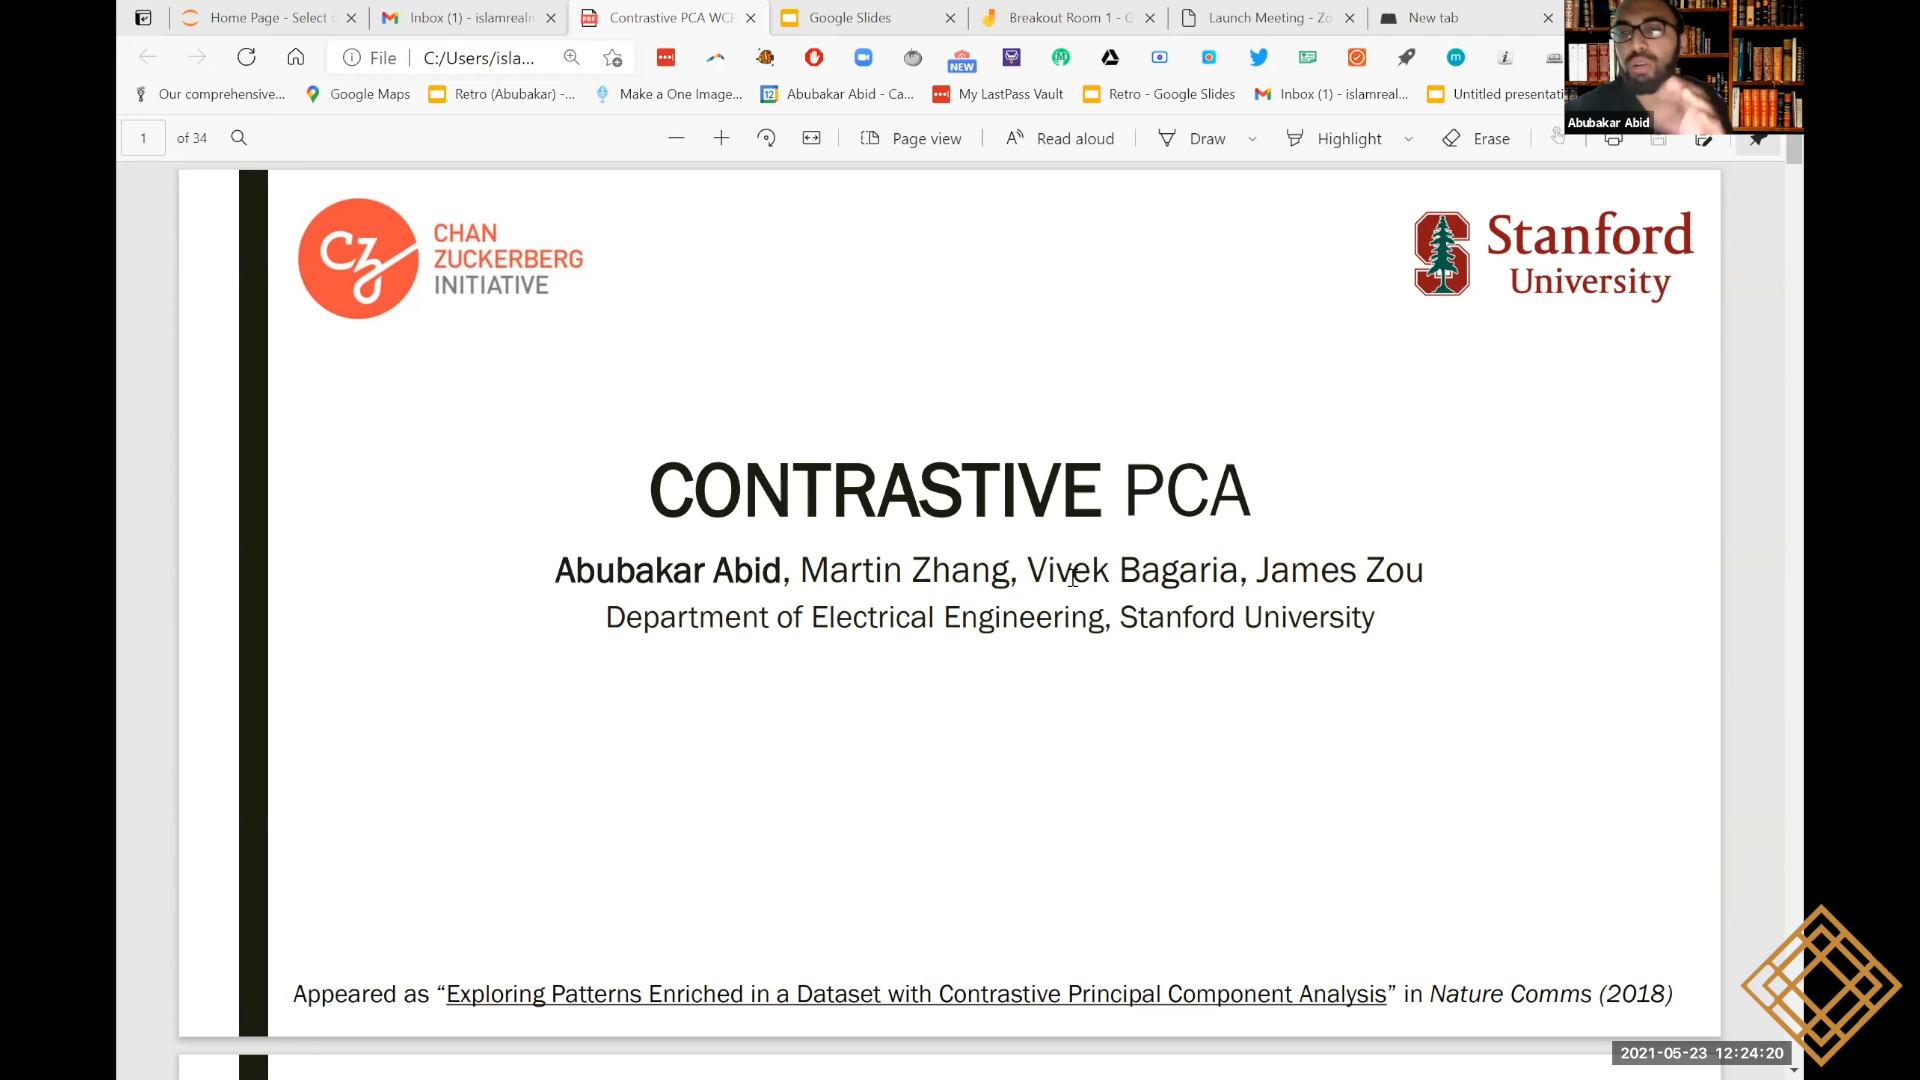 Home Page - Select
Inbox (1) - islamrealn
Contrastive PCA WCE
Google Slides
Breakout Room 1 - G
Launch Meeting - Zo
New tab
File
C:/Users/isla...
NEW
Our comprehensive...
Google Maps
Retro (Abubakar) -...
Make a One Image...
12
Abubakar Abid - Ca...
My LastPass Vault
Retro - Google Slides
Inbox (1) - islamreal...
Untitled presentati
Abubakar Abid
1 of 34
Page view
Read aloud
Draw
Highlight
Erase
CZ
CHAN
ZUCKERBERG
INITIATIVE
Stanford
University
CONTRASTIVE PCA
Abubakar Abid, Martin Zhang, Vivek Bagaria, James Zou
Department of Electrical Engineering, Stanford University
Appeared as “Exploring Patterns Enriched in a Dataset with Contrastive Principal Component Analysis” in Nature Comms (2018)
2021-05-23 12:24:20